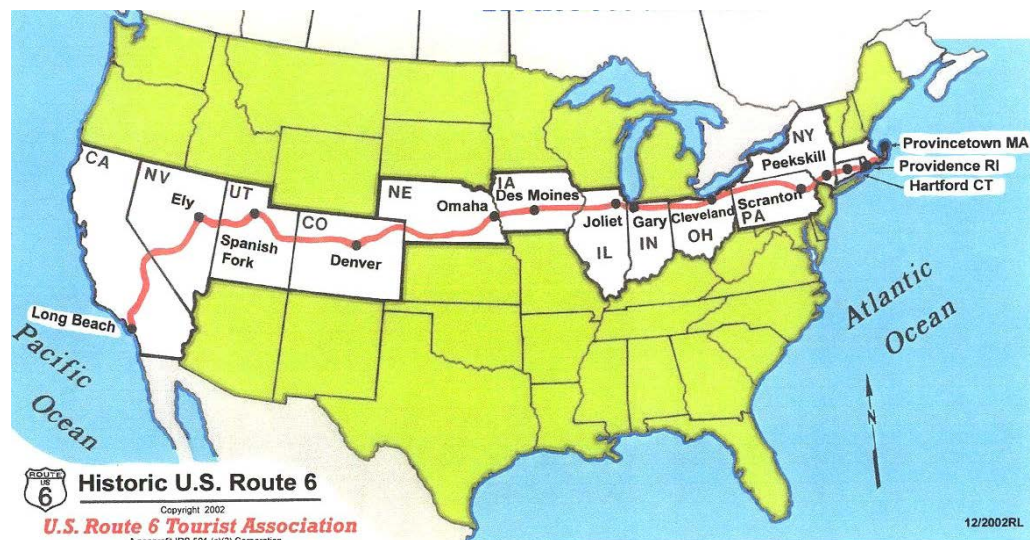 CA
NV
UT
CO
NE
IA
IL
IN
OH
PA
NY
Ely
Spanish
Fork
Denver
Omaha
Des Moines
Joliet
Gary
Cleveland
Scranton
Peekskill
Provincetown MA
Providence RI
Hartford CT
Long Beach
Pacific
Ocean
Atlantic
Ocean
N
ROUTE
US
6
Historic U.S. Route 6
Copyright 2002
U.S. Route 6 Tourist Association
12/2002RL